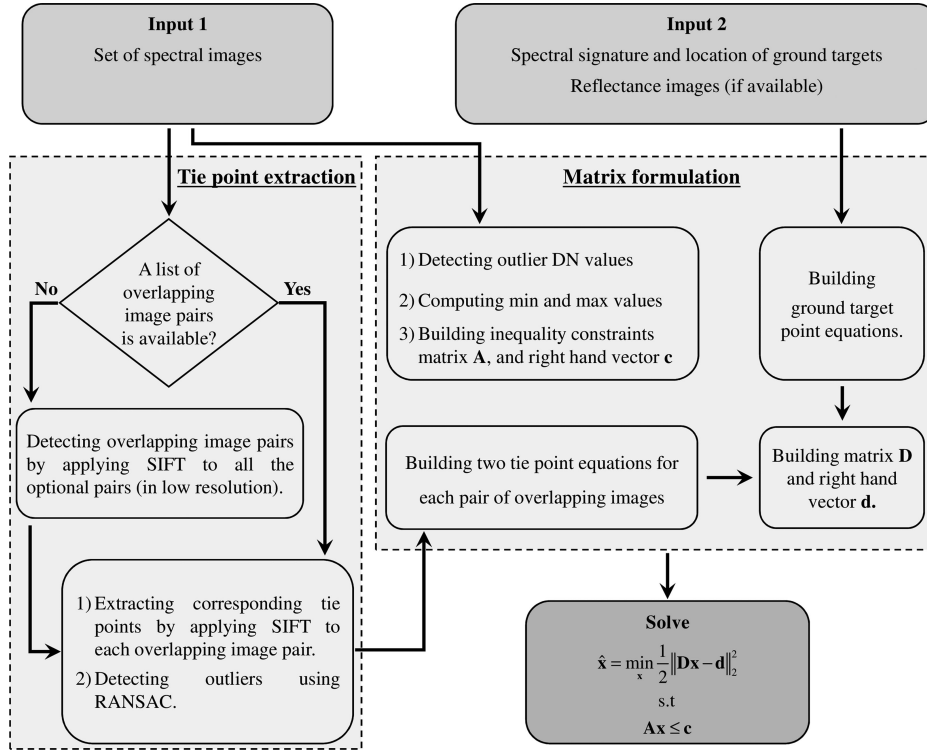 Input 1
Set of spectral images
Input 2
Spectral signature and location of ground targets
Reflectance images (if available)
Tie point extraction
A list of
overlapping
image pairs
is available?
No
Yes
Detecting overlapping image pairs
by applying SIFT to all the
optional pairs (in low resolution).
1) Extracting corresponding tie
points by applying SIFT to
each overlapping image pair.
2) Detecting outliers using
RANSAC.
Matrix formulation
1) Detecting outlier DN values
2) Computing min and max values
3) Building inequality constraints
matrix A, and right hand vector c
Building
ground target
point equations.
Building two tie point equations for
each pair of overlapping images
Building matrix D
and right hand
vector d.
Solve
x̂ = min_x 1/2 ‖Dx − d‖₂²
s.t
Ax ≤ c